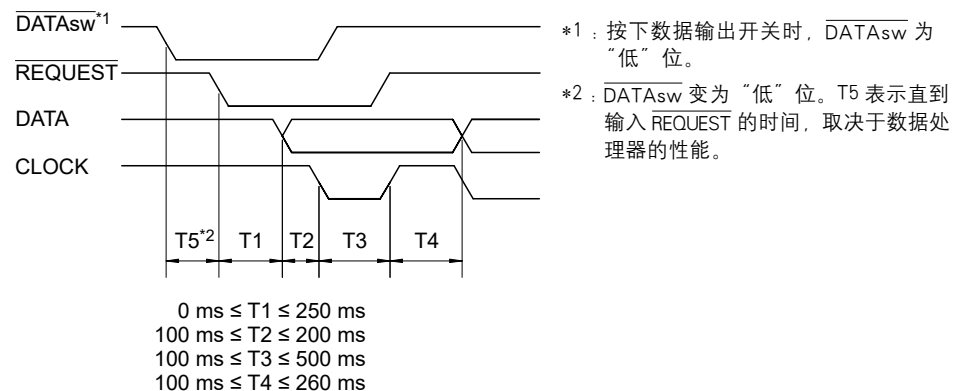 DATAsw*1
REQUEST
DATA
CLOCK
T5*2 T1 T2 T3 T4
0 ms ≤ T1 ≤ 250 ms
100 ms ≤ T2 ≤ 200 ms
100 ms ≤ T3 ≤ 500 ms
100 ms ≤ T4 ≤ 260 ms
*1：按下数据输出开关时，DATAsw 为
“低”位。
*2：DATAsw 变为“低”位。T5 表示直到
输入 REQUEST 的时间，取决于数据处
理器的性能。